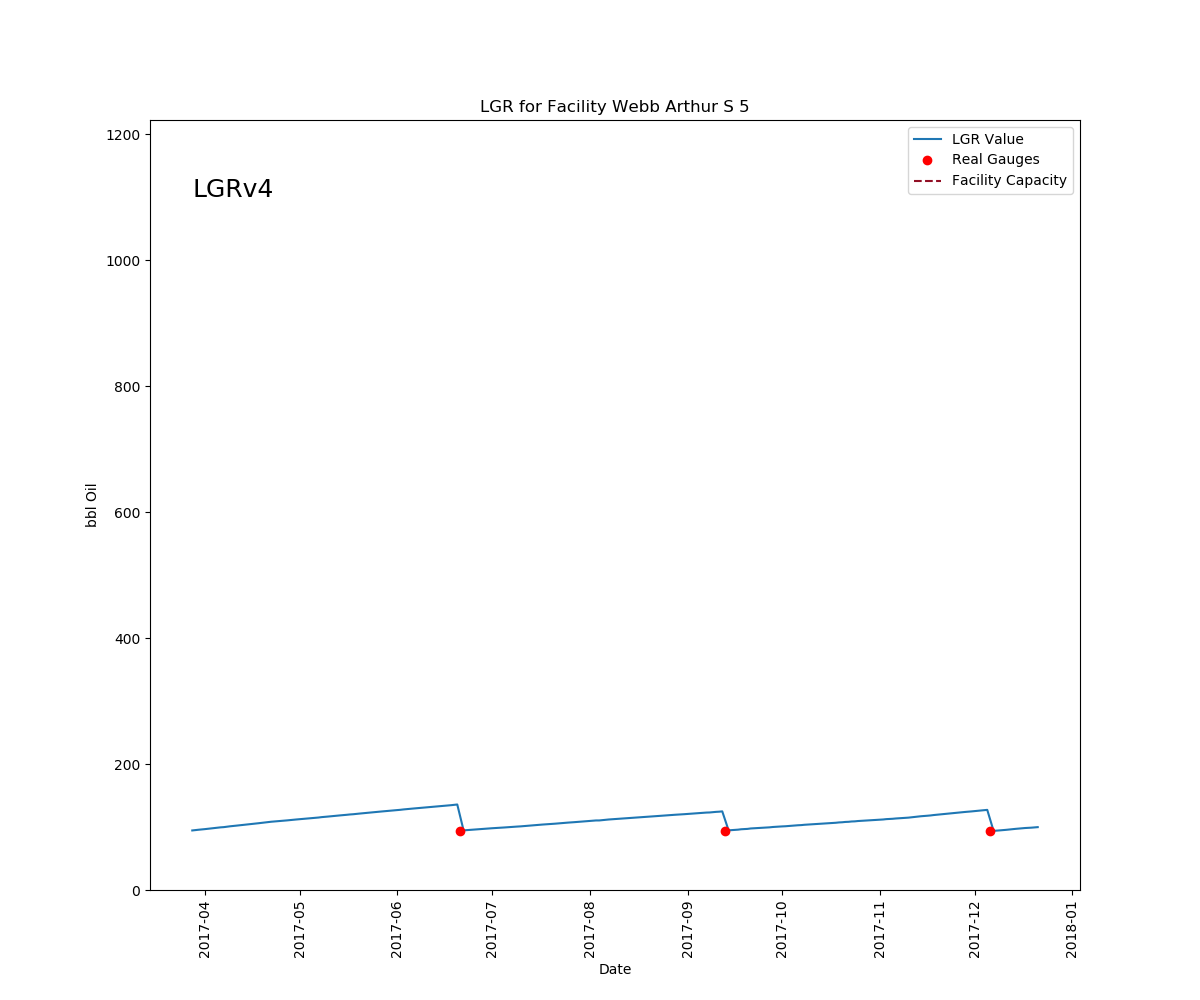 LGR for Facility Webb Arthur S 5
LGRv4
LGR Value
Real Gauges
Facility Capacity
bbl Oil
1200
1000
800
600
400
200
0
2017-04
2017-05
2017-06
2017-07
2017-08
2017-09
2017-10
2017-11
2017-12
2018-01
Date